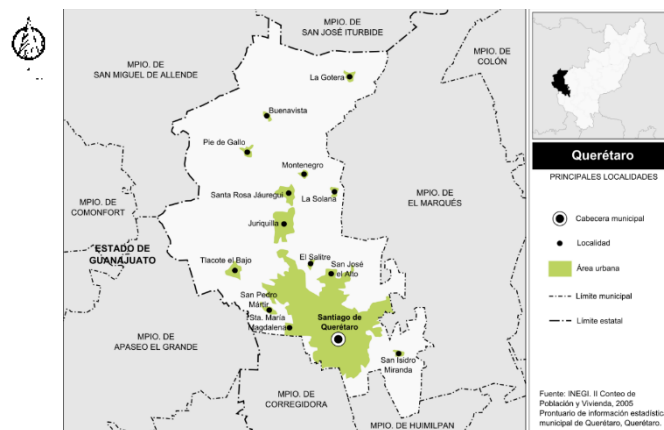 MPIO. DE
SAN JOSÉ ITURBIDE
MPIO. DE
SAN MIGUEL DE ALLENDE
MPIO. DE
COLÓN
La Gotera
Buenavista
Pie de Gallo
Montenegro
Santa Rosa Jáuregui
La Solana
MPIO. DE
EL MARQUÉS
MPIO. DE
COMONFORT
Juriquilla
ESTADO DE
GUANAJUATO
El Salitre
Tlacote el Bajo
San José
el Alto
San Pedro
Mártir
Sta. María
Magdalena
Santiago de
Querétaro
MPIO. DE
APASEO EL GRANDE
San Isidro
Miranda
MPIO. DE
CORREGIDORA
MPIO. DE HUIMILPAN
Querétaro
PRINCIPALES LOCALIDADES
Cabecera municipal
Localidad
Área urbana
Límite municipal
Límite estatal
Fuente: INEGI. II Conteo de
Población y Vivienda, 2005
Prontuario de información estadística
municipal de Querétaro, Querétaro.